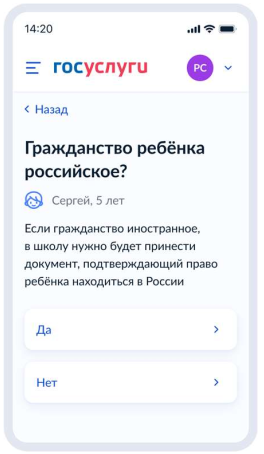 14:20
госуслуги
РС
Назад
Гражданство ребёнка
российское?
Сергей, 5 лет
Если гражданство иностранное,
в школу нужно будет принести
документ, подтверждающий право
ребёнка находиться в России
Да
Нет